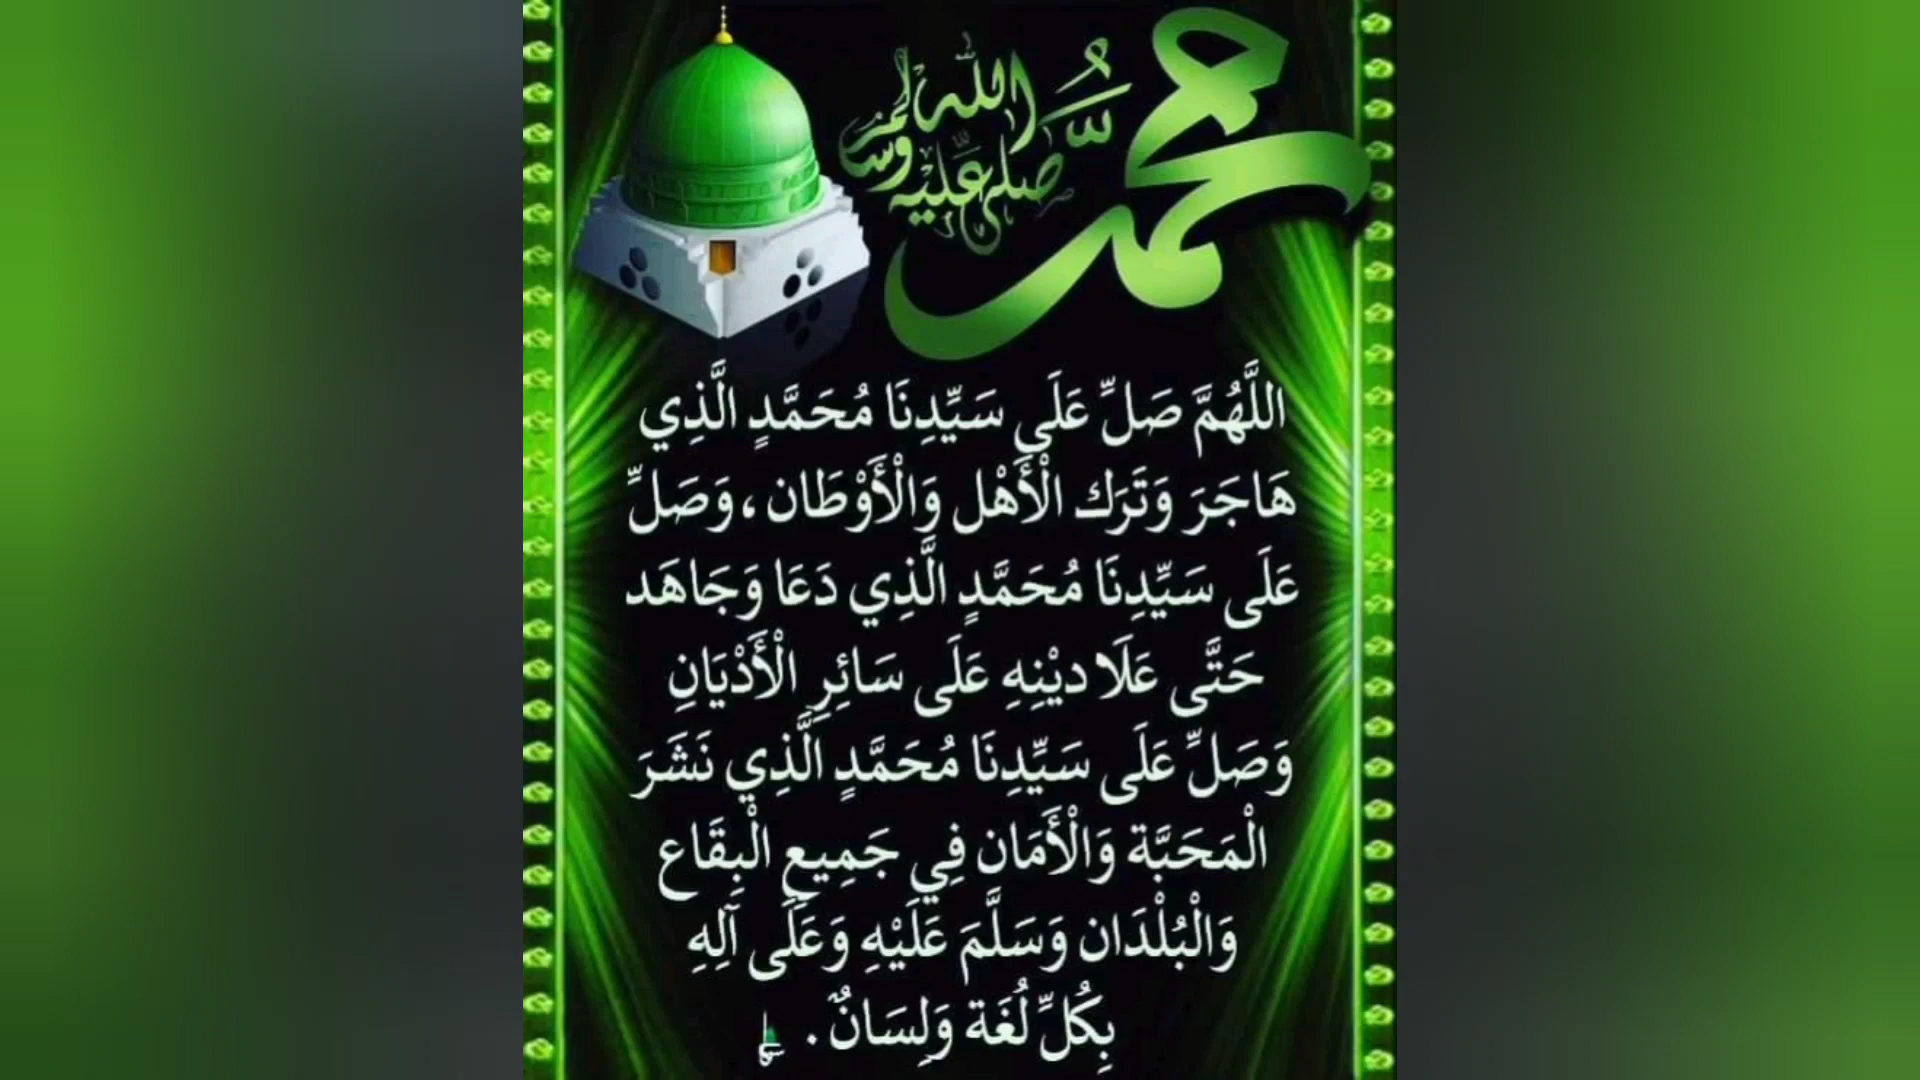 محمد
صلى الله عليه وسلم
اللَّهُمَّ صَلِّ عَلَى سَيِّدِنَا مُحَمَّدٍ الَّذِي
هَاجَرَ وَتَرَك الْأَهْل وَالْأَوْطَان، وَصَلِّ
عَلَى سَيِّدِنَا مُحَمَّدٍ الَّذِي دَعَا وَجَاهَد
حَتَّى عَلَا ديْنِهِ عَلَى سَائِرِ الْأَدْيَانِ
وَصَلِّ عَلَى سَيِّدِنَا مُحَمَّدٍ الَّذِي نَشَرَ
الْمَحَبَّة وَالْأَمَان فِي جَمِيعِ الْبِقَاع
وَالْبُلْدَان وَسَلَّمَ عَلَيْهِ وَعَلَى آلِهِ
بِكُلِّ لُغَة وَلِسَانٌ.